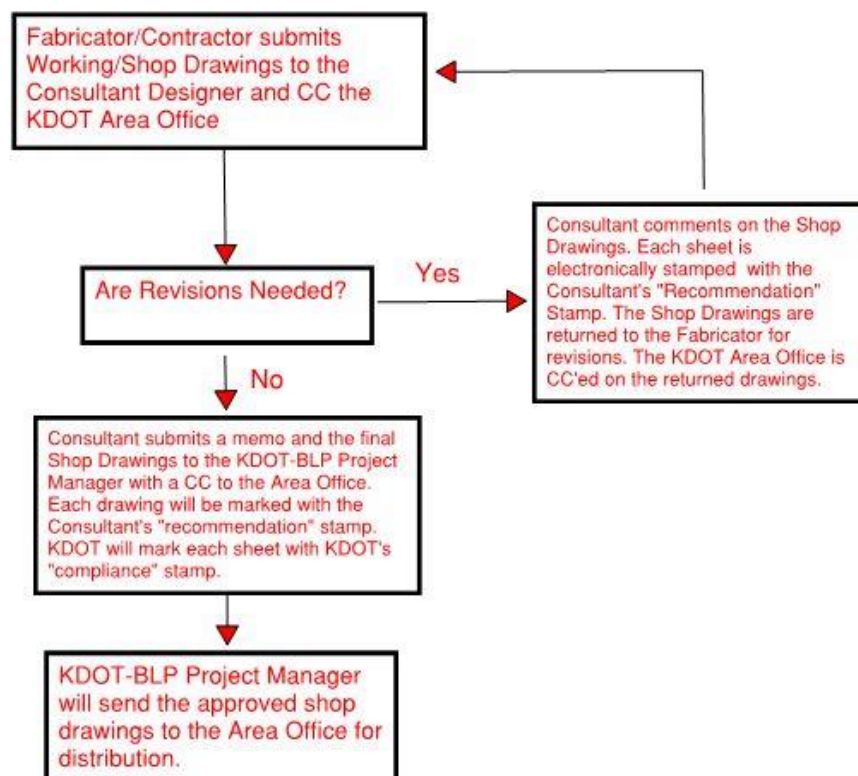 Fabricator/Contractor submits
Working/Shop Drawings to the
Consultant Designer and CC the
KDOT Area Office
Are Revisions Needed?
Yes
Consultant comments on the Shop
Drawings. Each sheet is
electronically stamped with the
Consultant's "Recommendation"
Stamp. The Shop Drawings are
returned to the Fabricator for
revisions. The KDOT Area Office is
CC'ed on the returned drawings.
No
Consultant submits a memo and the final
Shop Drawings to the KDOT-BLP Project
Manager with a CC to the Area Office.
Each drawing will be marked with the
Consultant's "recommendation" stamp.
KDOT will mark each sheet with KDOT's
"compliance" stamp.
KDOT-BLP Project Manager
will send the approved shop
drawings to the Area Office for
distribution.